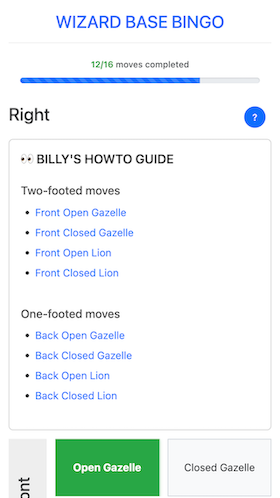 WIZARD BASE BINGO
12/16 moves completed
Right
?
👀 BILLY'S HOWTO GUIDE
Two-footed moves
• Front Open Gazelle
• Front Closed Gazelle
• Front Open Lion
• Front Closed Lion
One-footed moves
• Back Open Gazelle
• Back Closed Gazelle
• Back Open Lion
• Back Closed Lion
Open Gazelle
Closed Gazelle